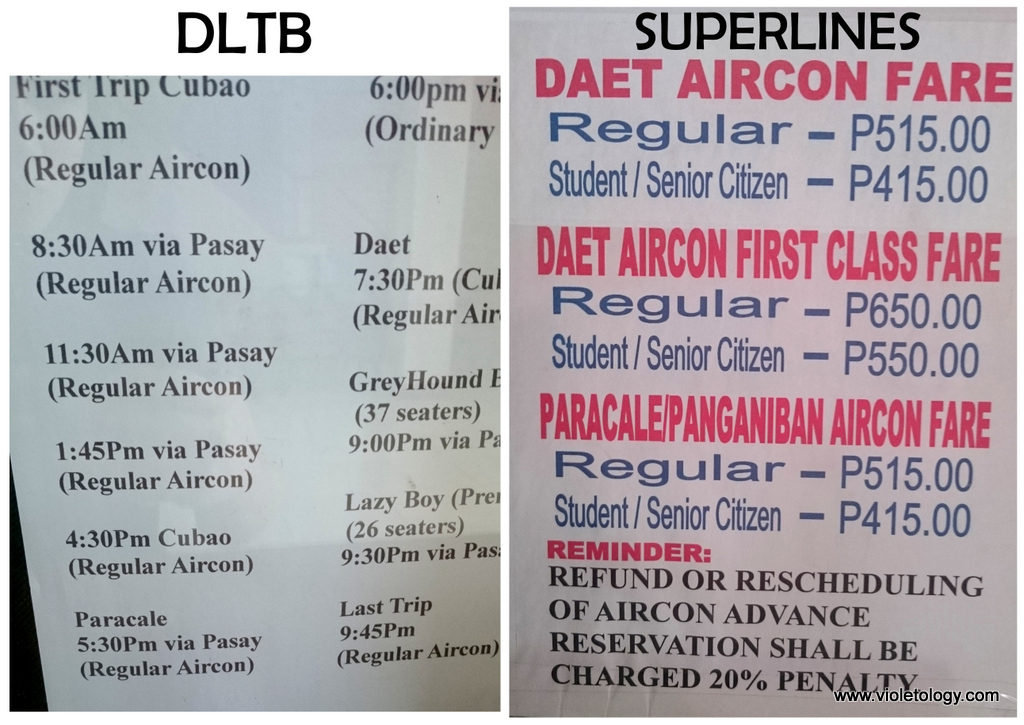 DLTB
First Trip Cubao
6:00Am
(Regular Aircon)
8:30Am via Pasay
(Regular Aircon)
11:30Am via Pasay
(Regular Aircon)
1:45Pm via Pasay
(Regular Aircon)
4:30Pm Cubao
(Regular Aircon)
Paracale
5:30Pm via Pasay
(Regular Aircon)
6:00pm
(Ordinary
Daet
7:30Pm
(Regular
GreyHound
(37 seaters)
9:00Pm via
Lazy Boy
(26 seaters)
9:30Pm via
Last Trip
9:45Pm
(Regular Aircon)
SUPERLINES
DAET AIRCON FARE
Regular – P515.00
Student / Senior Citizen – P415.00
DAET AIRCON FIRST CLASS FARE
Regular – P650.00
Student / Senior Citizen – P550.00
PARACALE/PANGANIBAN AIRCON FARE
Regular – P515.00
Student / Senior Citizen – P415.00
REMINDER:
REFUND OR RESCHEDULING
OF AIRCON ADVANCE
RESERVATION SHALL BE
CHARGED 20% PENALTY
www.violetology.com